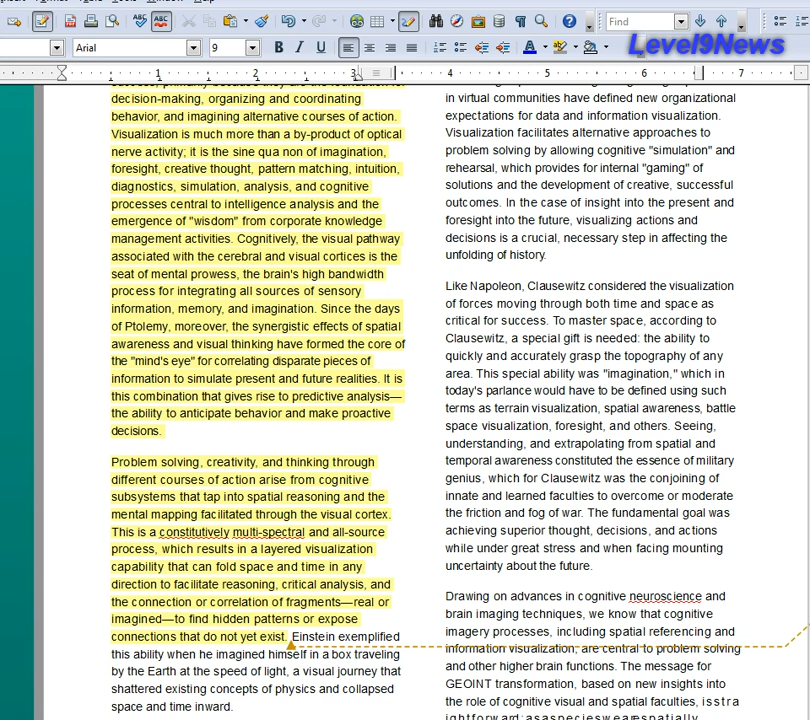 Format Table Tools Window Help
ABC ABC
Find
Arial 9 B I U A
Level9News
1 2 3 4 5 6 7
decision-making, organizing and coordinating
behavior, and imagining alternative courses of action.
Visualization is much more than a by-product of optical
nerve activity; it is the sine qua non of imagination,
foresight, creative thought, pattern matching, intuition,
diagnostics, simulation, analysis, and cognitive
processes central to intelligence analysis and the
emergence of "wisdom" from corporate knowledge
management activities. Cognitively, the visual pathway
associated with the cerebral and visual cortices is the
seat of mental prowess, the brain's high bandwidth
process for integrating all sources of sensory
information, memory, and imagination. Since the days
of Ptolemy, moreover, the synergistic effects of spatial
awareness and visual thinking have formed the core of
the "mind's eye" for correlating disparate pieces of
information to simulate present and future realities. It is
this combination that gives rise to predictive analysis—
the ability to anticipate behavior and make proactive
decisions.
Problem solving, creativity, and thinking through
different courses of action arise from cognitive
subsystems that tap into spatial reasoning and the
mental mapping facilitated through the visual cortex.
This is a constitutively multi-spectral and all-source
process, which results in a layered visualization
capability that can fold space and time in any
direction to facilitate reasoning, critical analysis, and
the connection or correlation of fragments—real or
imagined—to find hidden patterns or expose
connections that do not yet exist. Einstein exemplified
this ability when he imagined himself in a box traveling
by the Earth at the speed of light, a visual journey that
shattered existing concepts of physics and collapsed
space and time inward.
in virtual communities have defined new organizational
expectations for data and information visualization.
Visualization facilitates alternative approaches to
problem solving by allowing cognitive "simulation" and
rehearsal, which provides for internal "gaming" of
solutions and the development of creative, successful
outcomes. In the case of insight into the present and
foresight into the future, visualizing actions and
decisions is a crucial, necessary step in affecting the
unfolding of history.
Like Napoleon, Clausewitz considered the visualization
of forces moving through both time and space as
critical for success. To master space, according to
Clausewitz, a special gift is needed: the ability to
quickly and accurately grasp the topography of any
area. This special ability was "imagination," which in
today's parlance would have to be defined using such
terms as terrain visualization, spatial awareness, battle
space visualization, foresight, and others. Seeing,
understanding, and extrapolating from spatial and
temporal awareness constituted the essence of military
genius, which for Clausewitz was the conjoining of
innate and learned faculties to overcome or moderate
the friction and fog of war. The fundamental goal was
achieving superior thought, decisions, and actions
while under great stress and when facing mounting
uncertainty about the future.
Drawing on advances in cognitive neuroscience and
brain imaging techniques, we know that cognitive
imagery processes, including spatial referencing and
information visualization, are central to problem solving
and other higher brain functions. The message for
GEOINT transformation, based on new insights into
the role of cognitive visual and spatial faculties, i s s t r a
i g h t f o r w a r d : a s a s p e c i e s w e a r e s p a t i a l l y